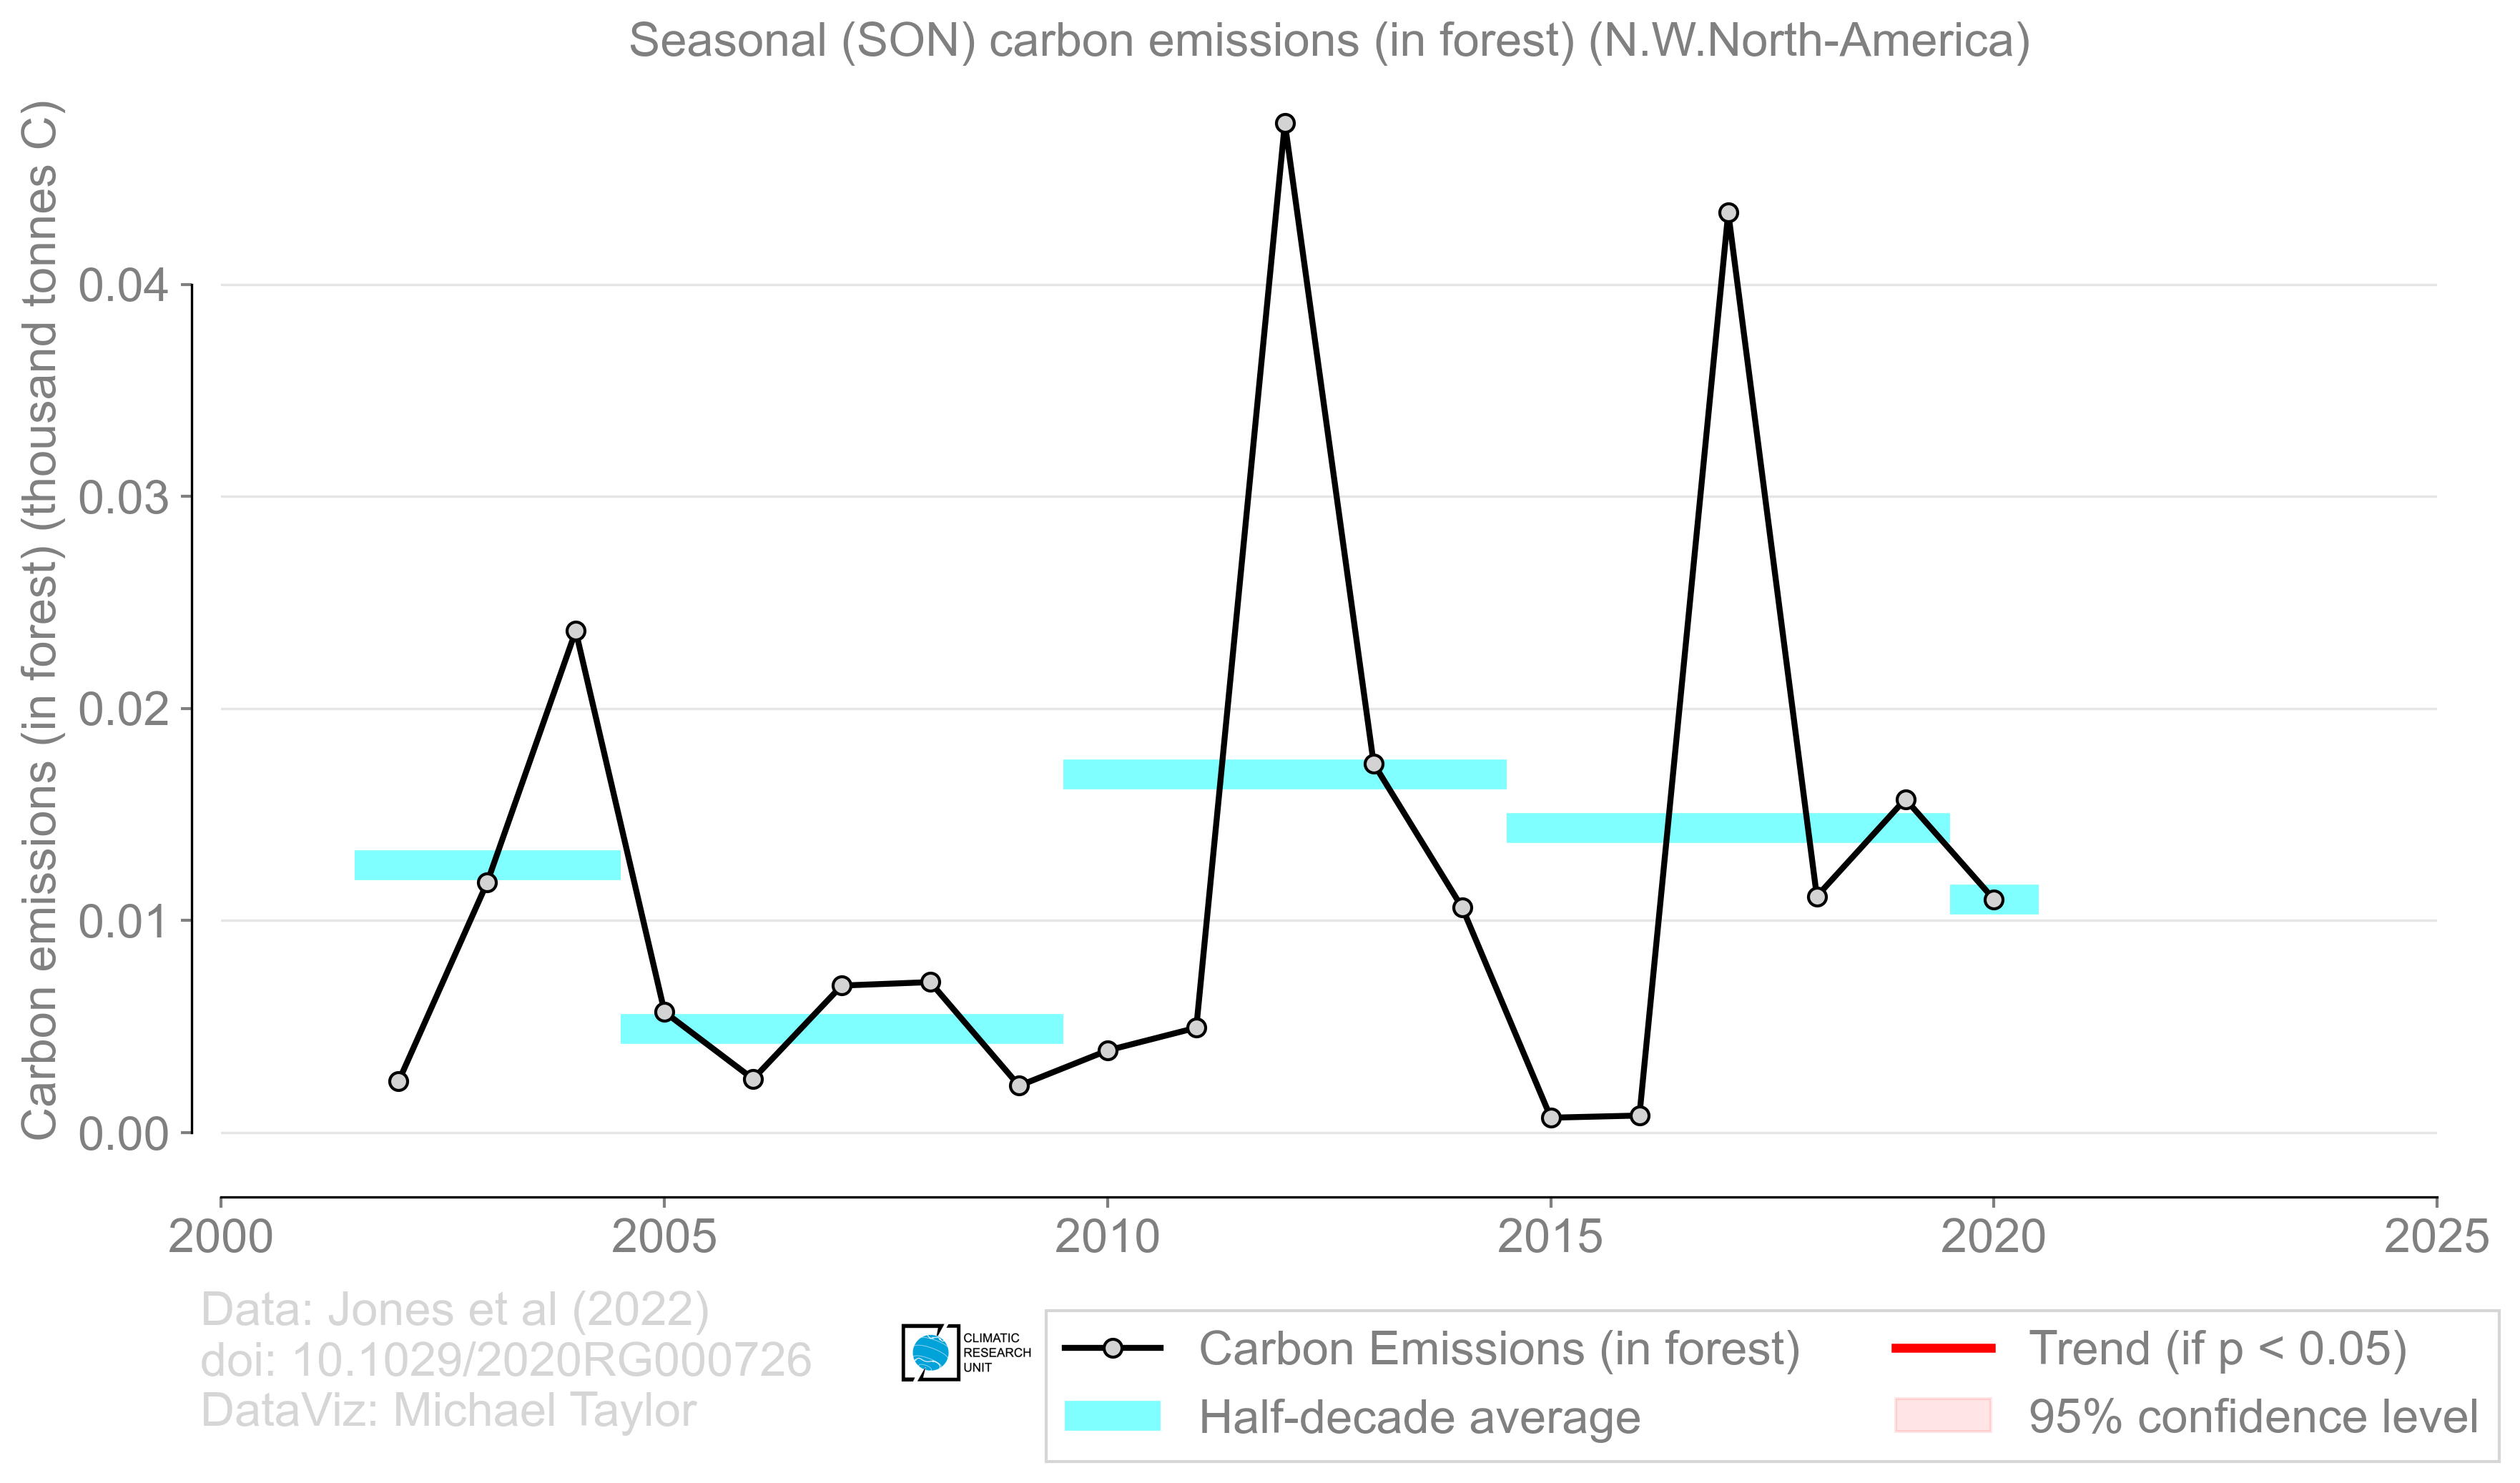 Seasonal (SON) carbon emissions (in forest) (N.W.North-America)
Carbon emissions (in forest) (thousand tonnes C)
0.04
0.03
0.02
0.01
0.00
2000 2005 2010 2015 2020 2025
Data: Jones et al (2022)
doi: 10.1029/2020RG000726
DataViz: Michael Taylor
CLIMATIC
RESEARCH
UNIT
Carbon Emissions (in forest)
Half-decade average
Trend (if p < 0.05)
95% confidence level